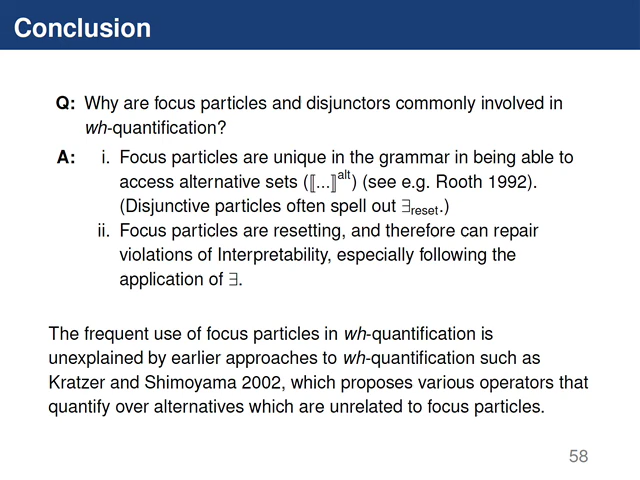 Conclusion
Q: Why are focus particles and disjunctors commonly involved in
wh-quantification?
A: i. Focus particles are unique in the grammar in being able to
access alternative sets (⟦...⟧alt) (see e.g. Rooth 1992).
(Disjunctive particles often spell out ∃reset.)
ii. Focus particles are resetting, and therefore can repair
violations of Interpretability, especially following the
application of ∃.
The frequent use of focus particles in wh-quantification is
unexplained by earlier approaches to wh-quantification such as
Kratzer and Shimoyama 2002, which proposes various operators that
quantify over alternatives which are unrelated to focus particles.
58